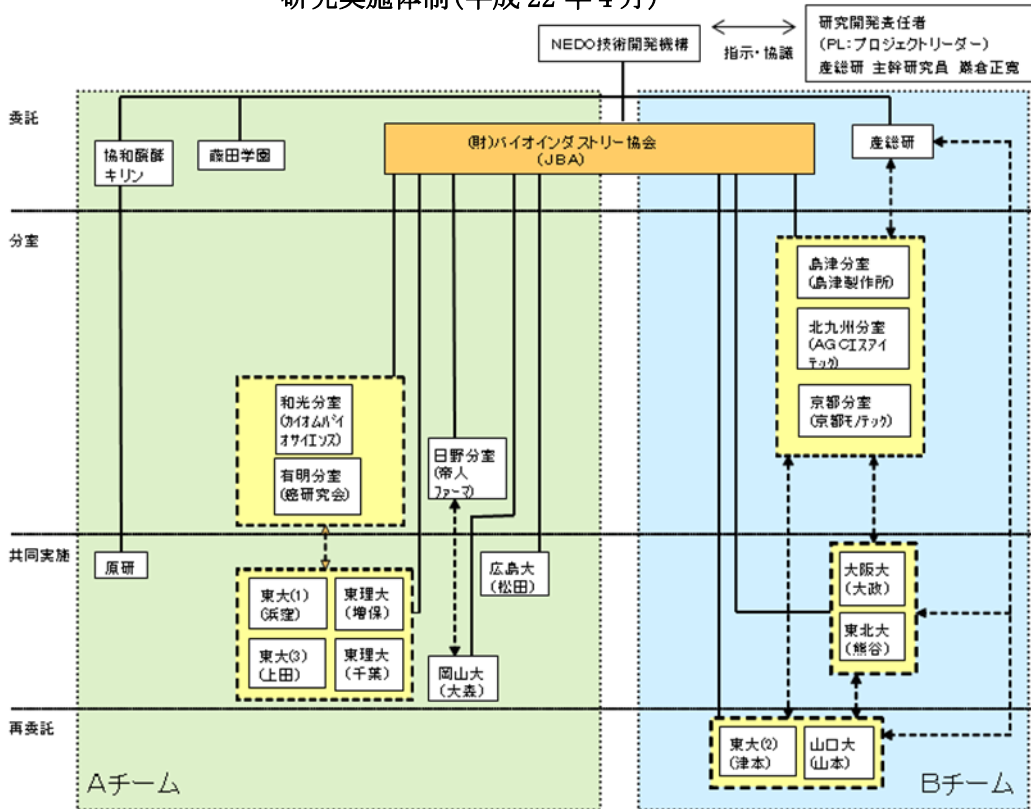 研究実施体制(平成 22 年 4 月)
NEDO技術開発機構
指示・協議
研究開発責任者
(PL:プロジェクトリーダー)
産総研 主幹研究員 巌倉正寛
委託
協和醗酵
キリン
藤田学園
(財)バイオインダストリー協会
(JBA)
産総研
分室
島津分室
(島津製作所)
北九州分室
(AGCIスアイ
テック)
京都分室
(京都モノテック)
和光分室
(カイオムバイ
オサイエンス)
有明分室
(癌研究会)
日野分室
(帝人
ファーマ)
共同実施
原研
東大(1)
(浜窪)
東理大
(増保)
東大(3)
(上田)
東理大
(千葉)
広島大
(松田)
岡山大
(大森)
大阪大
(大政)
東北大
(熊谷)
再委託
東大(2)
(津本)
山口大
(山本)
Aチーム
Bチーム